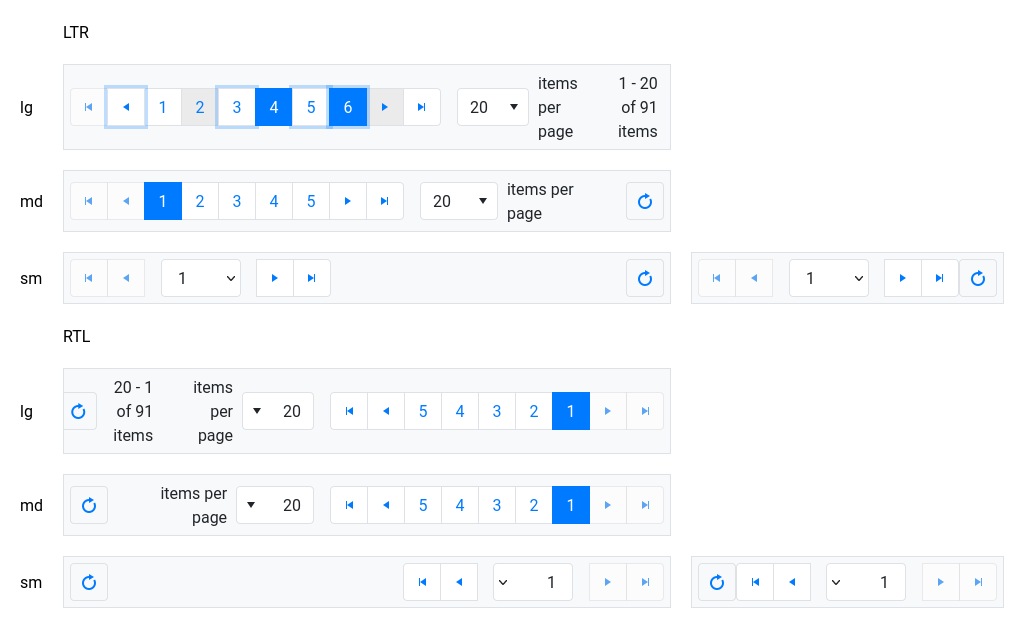 LTR
lg 1 2 3 4 5 6 20 items per page 1 - 20 of 91 items
md 1 2 3 4 5 20 items per page
sm 1 1
RTL
lg 20 - 1 of 91 items items per page 20 5 4 3 2 1
md items per page 20 5 4 3 2 1
sm 1 1